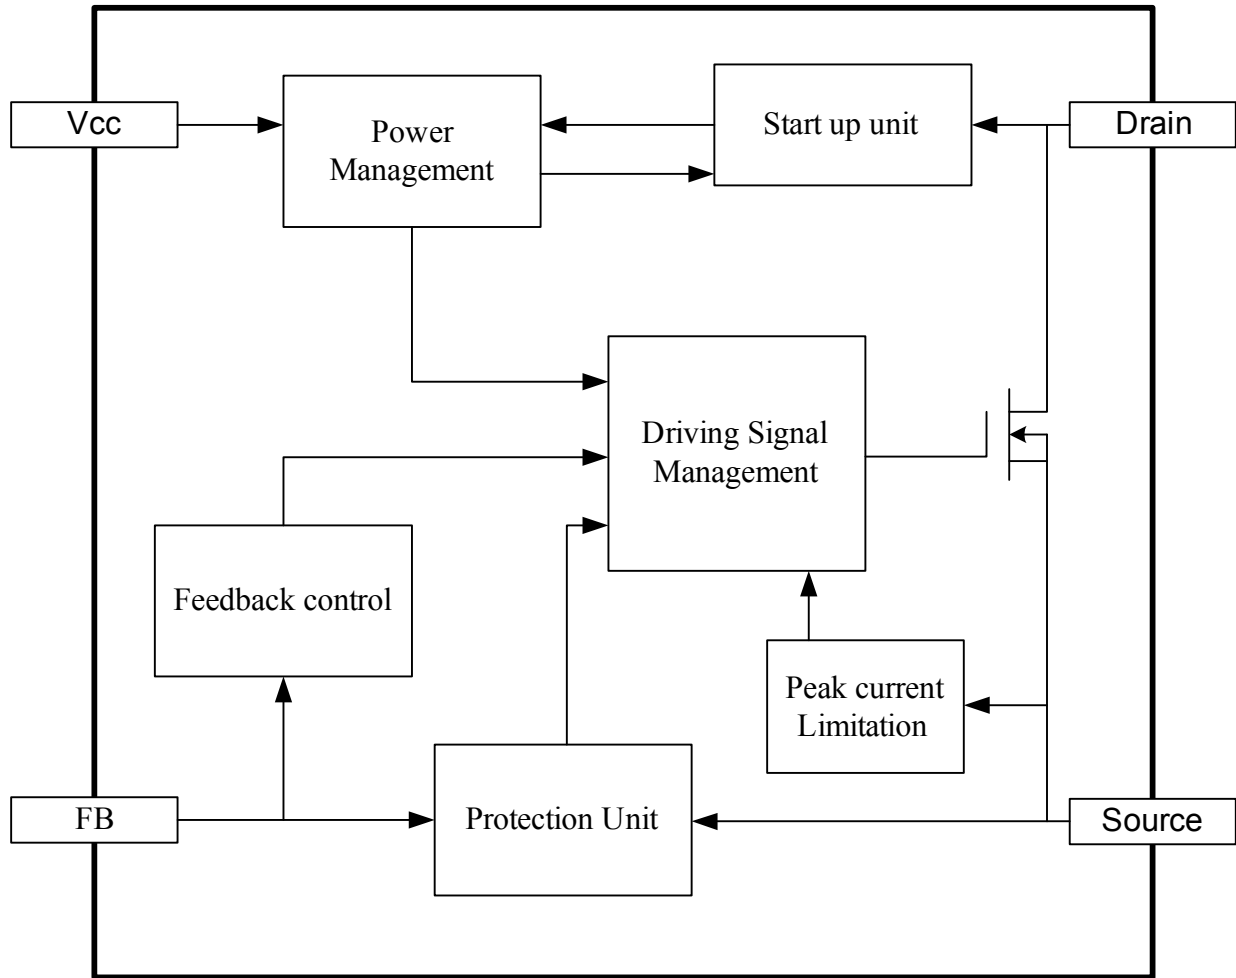 Vcc
Power
Management
Start up unit
Drain
Driving Signal
Management
Feedback control
Peak current
Limitation
FB
Protection Unit
Source